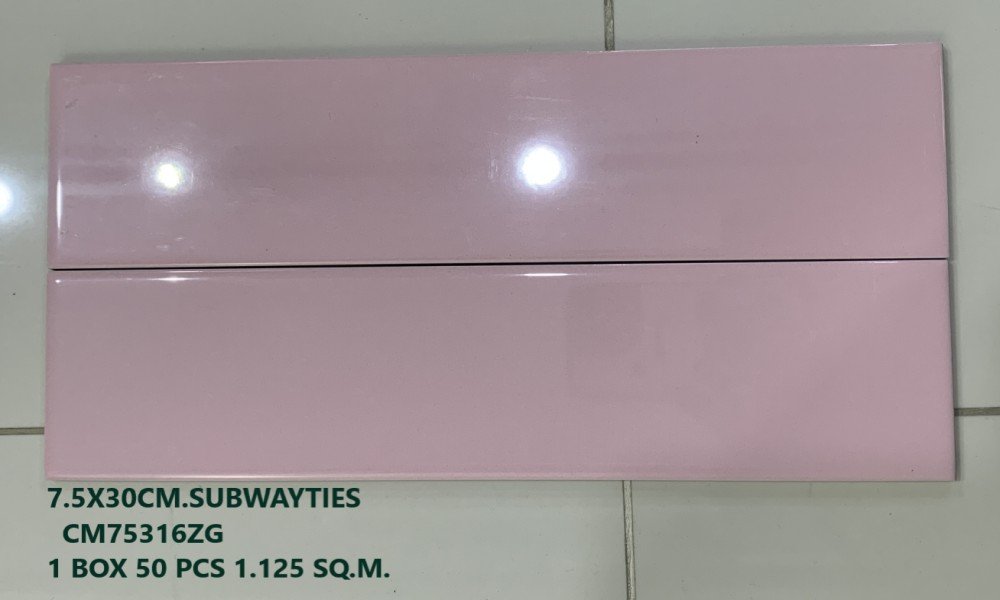 7.5X30CM.SUBWAYTIES
CM75316ZG
1 BOX 50 PCS 1.125 SQ.M.